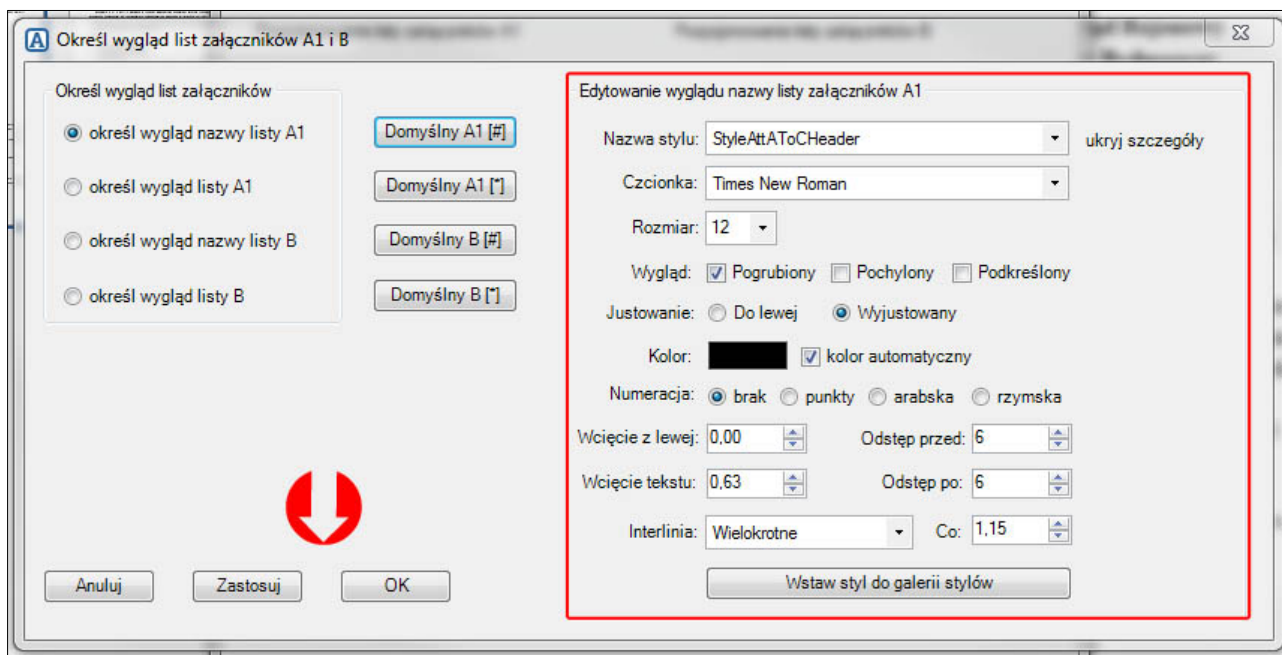 Określ wygląd list załączników A1 i B
Określ wygląd list załączników
określ wygląd nazwy listy A1
Domyślny A1 [#]
określ wygląd listy A1
Domyślny A1 [*]
określ wygląd nazwy listy B
Domyślny B [#]
określ wygląd listy B
Domyślny B [*]
Anuluj
Zastosuj
OK
Edytowanie wyglądu nazwy listy załączników A1
Nazwa stylu: StyleAttAToCHeader ukryj szczegóły
Czcionka: Times New Roman
Rozmiar: 12
Wygląd: Pogrubiony Pochylony Podkreślony
Justowanie: Do lewej Wyjustowany
Kolor: kolor automatyczny
Numeracja: brak punkty arabska rzymska
Wcięcie z lewej: 0,00 Odstęp przed: 6
Wcięcie tekstu: 0,63 Odstęp po: 6
Interlinia: Wielokrotne Co: 1,15
Wstaw styl do galerii stylów